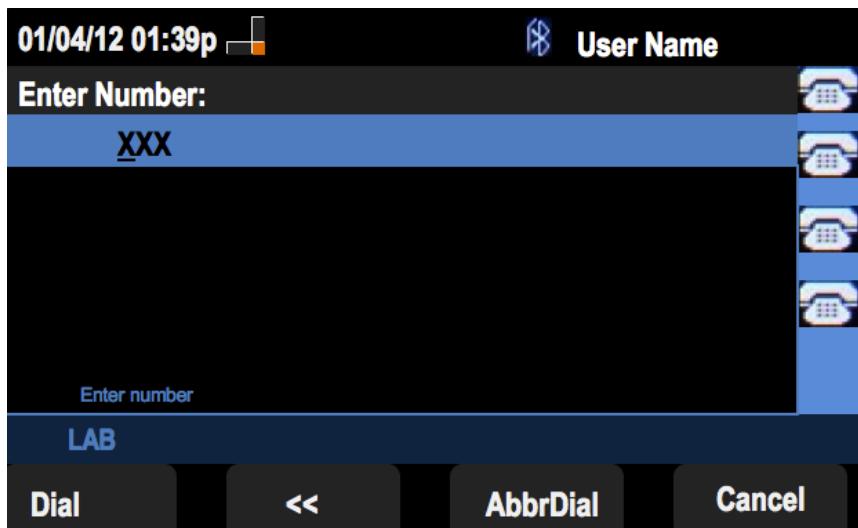 01/04/12 01:39p User Name
Enter Number:
XXX
Enter number
LAB
Dial << AbbrDial Cancel